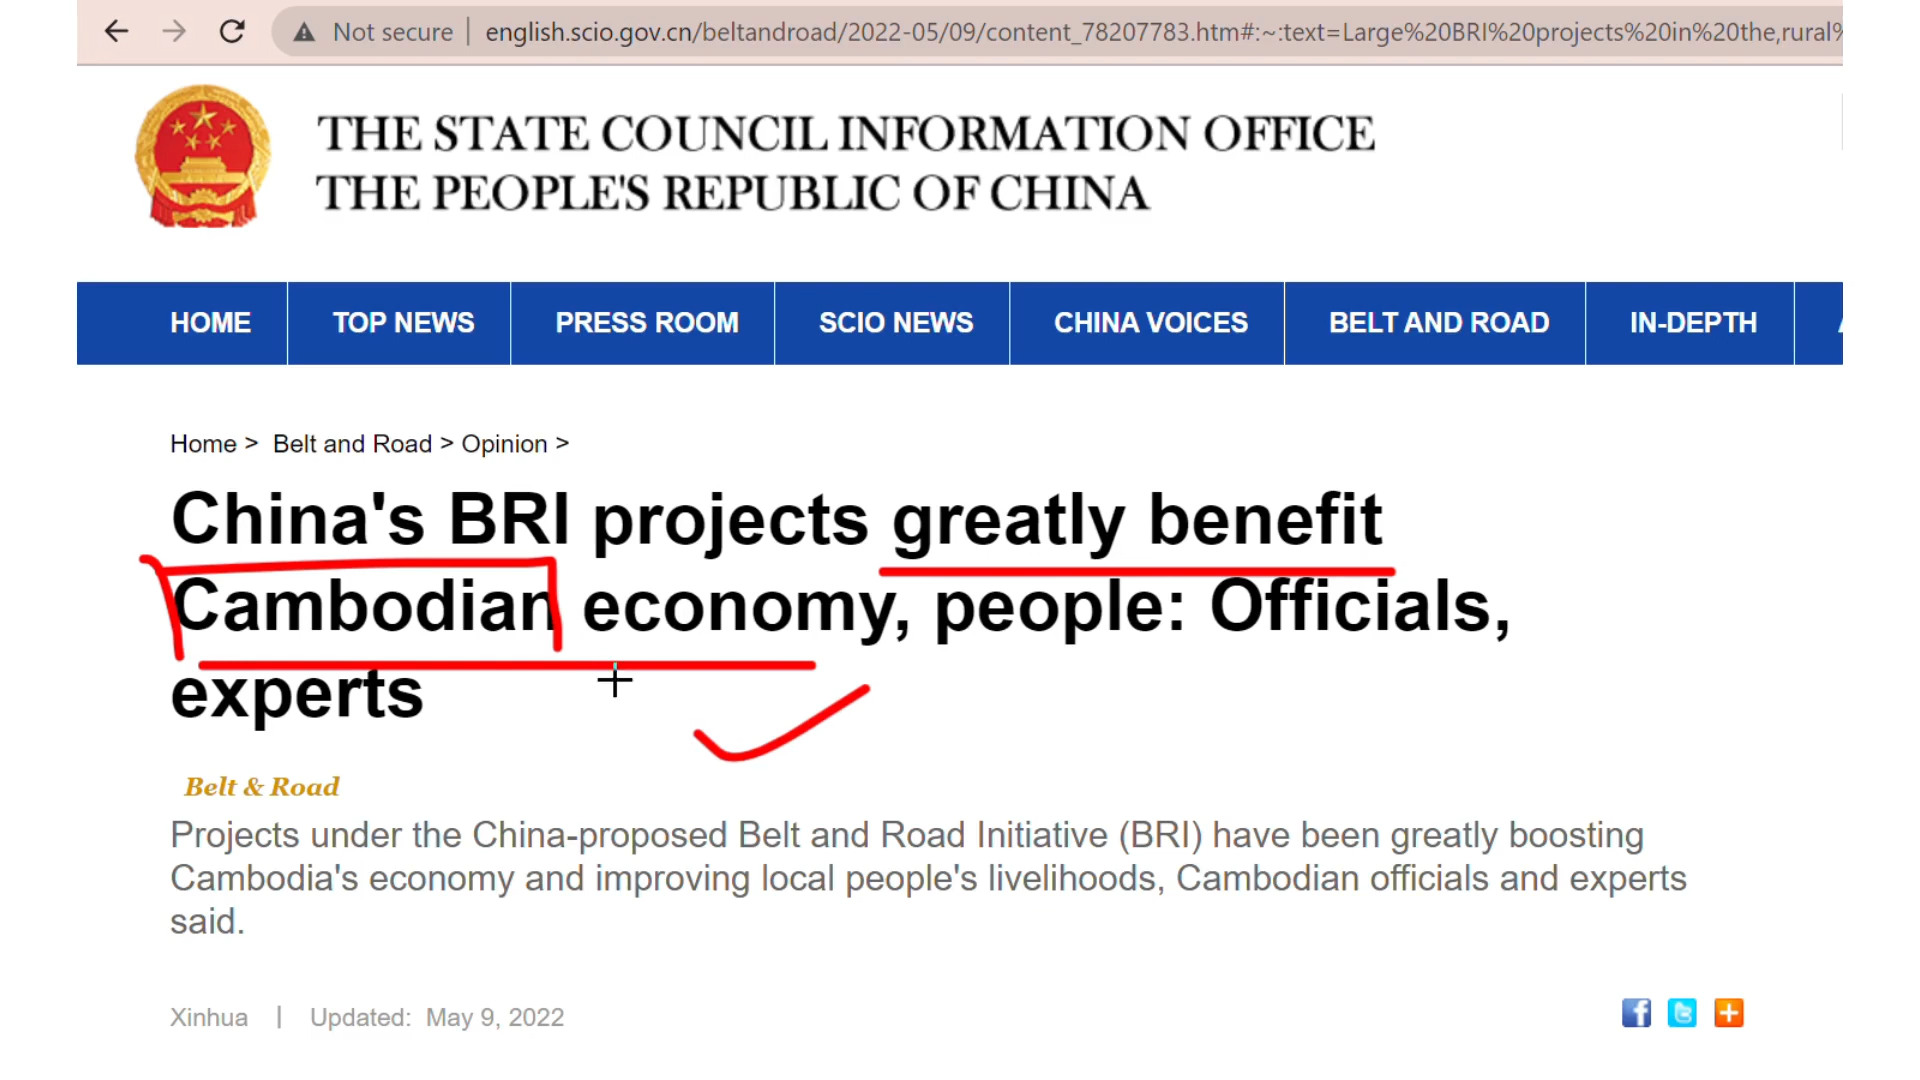 Not secure | english.scio.gov.cn/beltandroad/2022-05/09/content_78207783.htm#:~:text=Large%20BRI%20projects%20in%20the,rural%
THE STATE COUNCIL INFORMATION OFFICE
THE PEOPLE'S REPUBLIC OF CHINA
HOME TOP NEWS PRESS ROOM SCIO NEWS CHINA VOICES BELT AND ROAD IN-DEPTH
Home > Belt and Road > Opinion >
China's BRI projects greatly benefit
Cambodian economy, people: Officials,
experts
Belt & Road
Projects under the China-proposed Belt and Road Initiative (BRI) have been greatly boosting
Cambodia's economy and improving local people's livelihoods, Cambodian officials and experts
said.
Xinhua | Updated: May 9, 2022